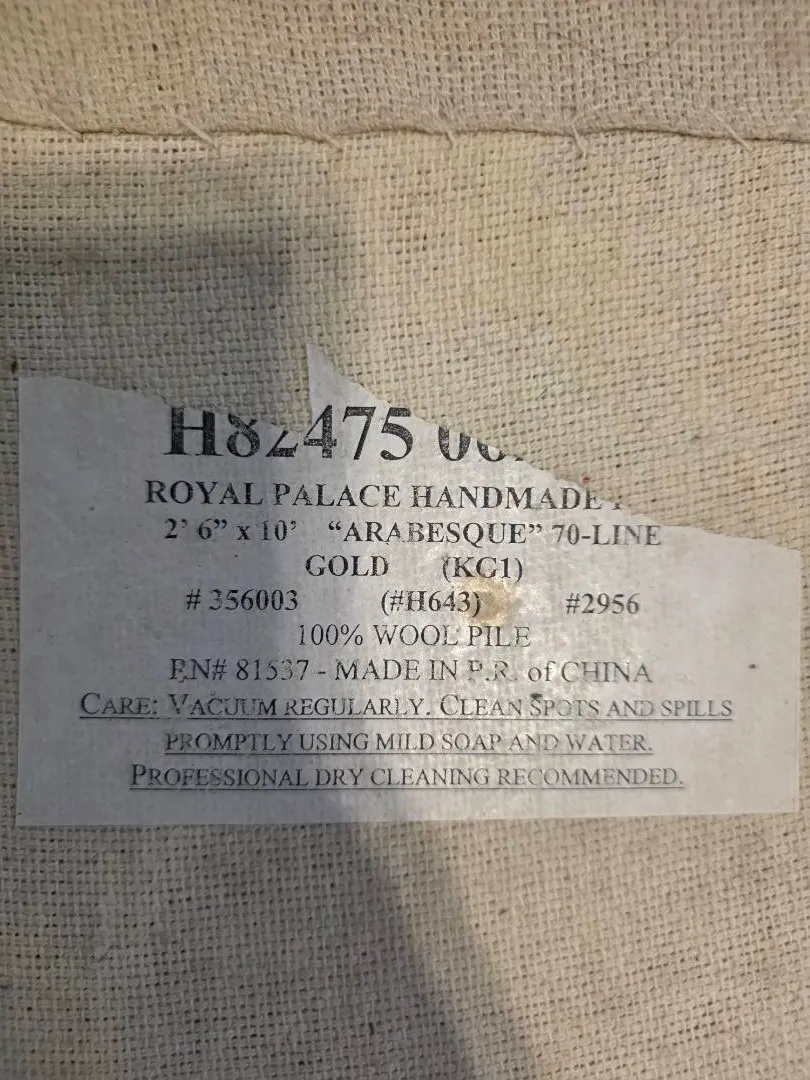 H82475
ROYAL PALACE HANDMADE
2' 6" x 10' "ARABESQUE" 70-LINE
GOLD (KG1)
# 356003 (#H643) #2956
100% WOOL PILE
RN# 81537 - MADE IN P.R. of CHINA
CARE: VACUUM REGULARLY. CLEAN SPOTS AND SPILLS
PROMPTLY USING MILD SOAP AND WATER.
PROFESSIONAL DRY CLEANING RECOMMENDED.